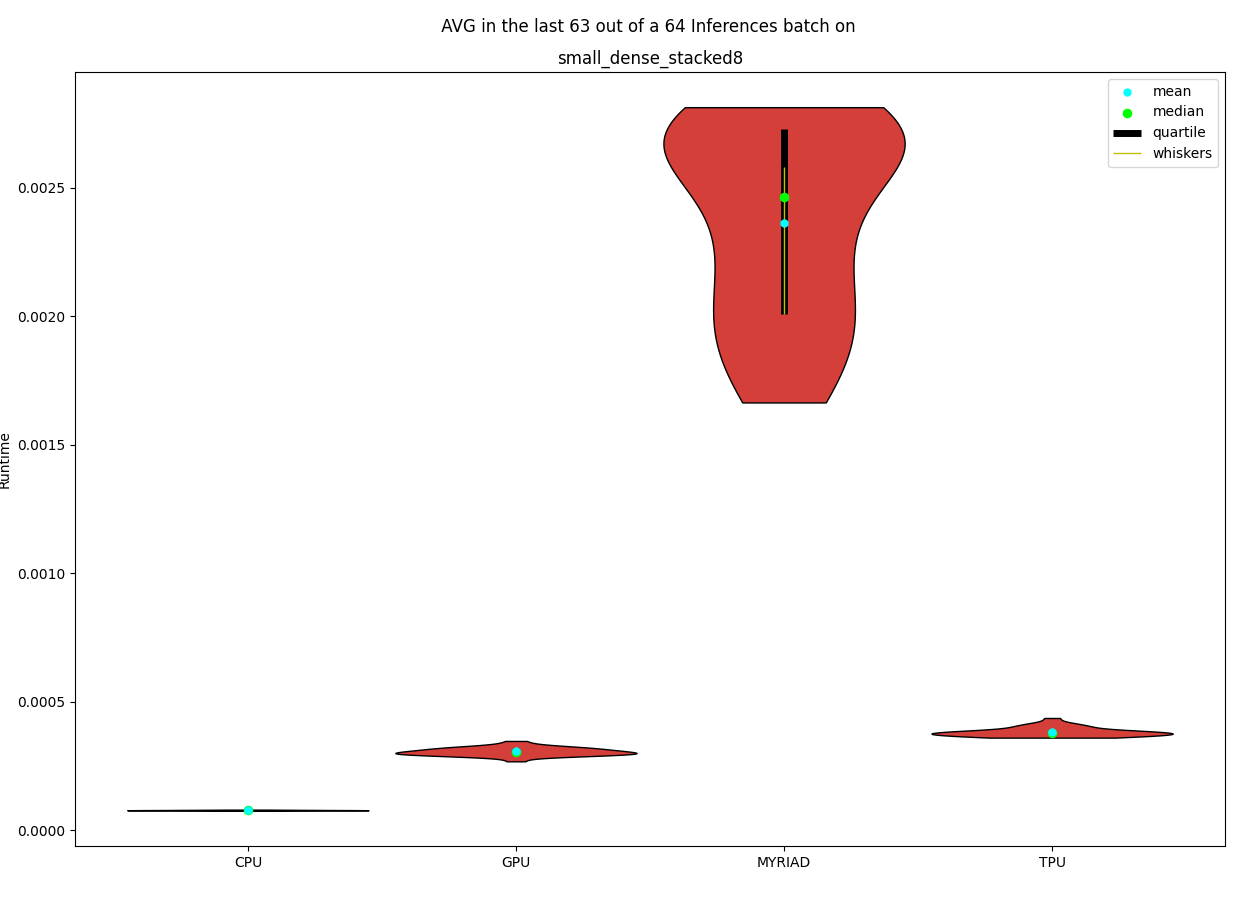 AVG in the last 63 out of a 64 Inferences batch on
small_dense_stacked8
mean
median
quartile
whiskers
Runtime
0.0025
0.0020
0.0015
0.0010
0.0005
0.0000
CPU
GPU
MYRIAD
TPU